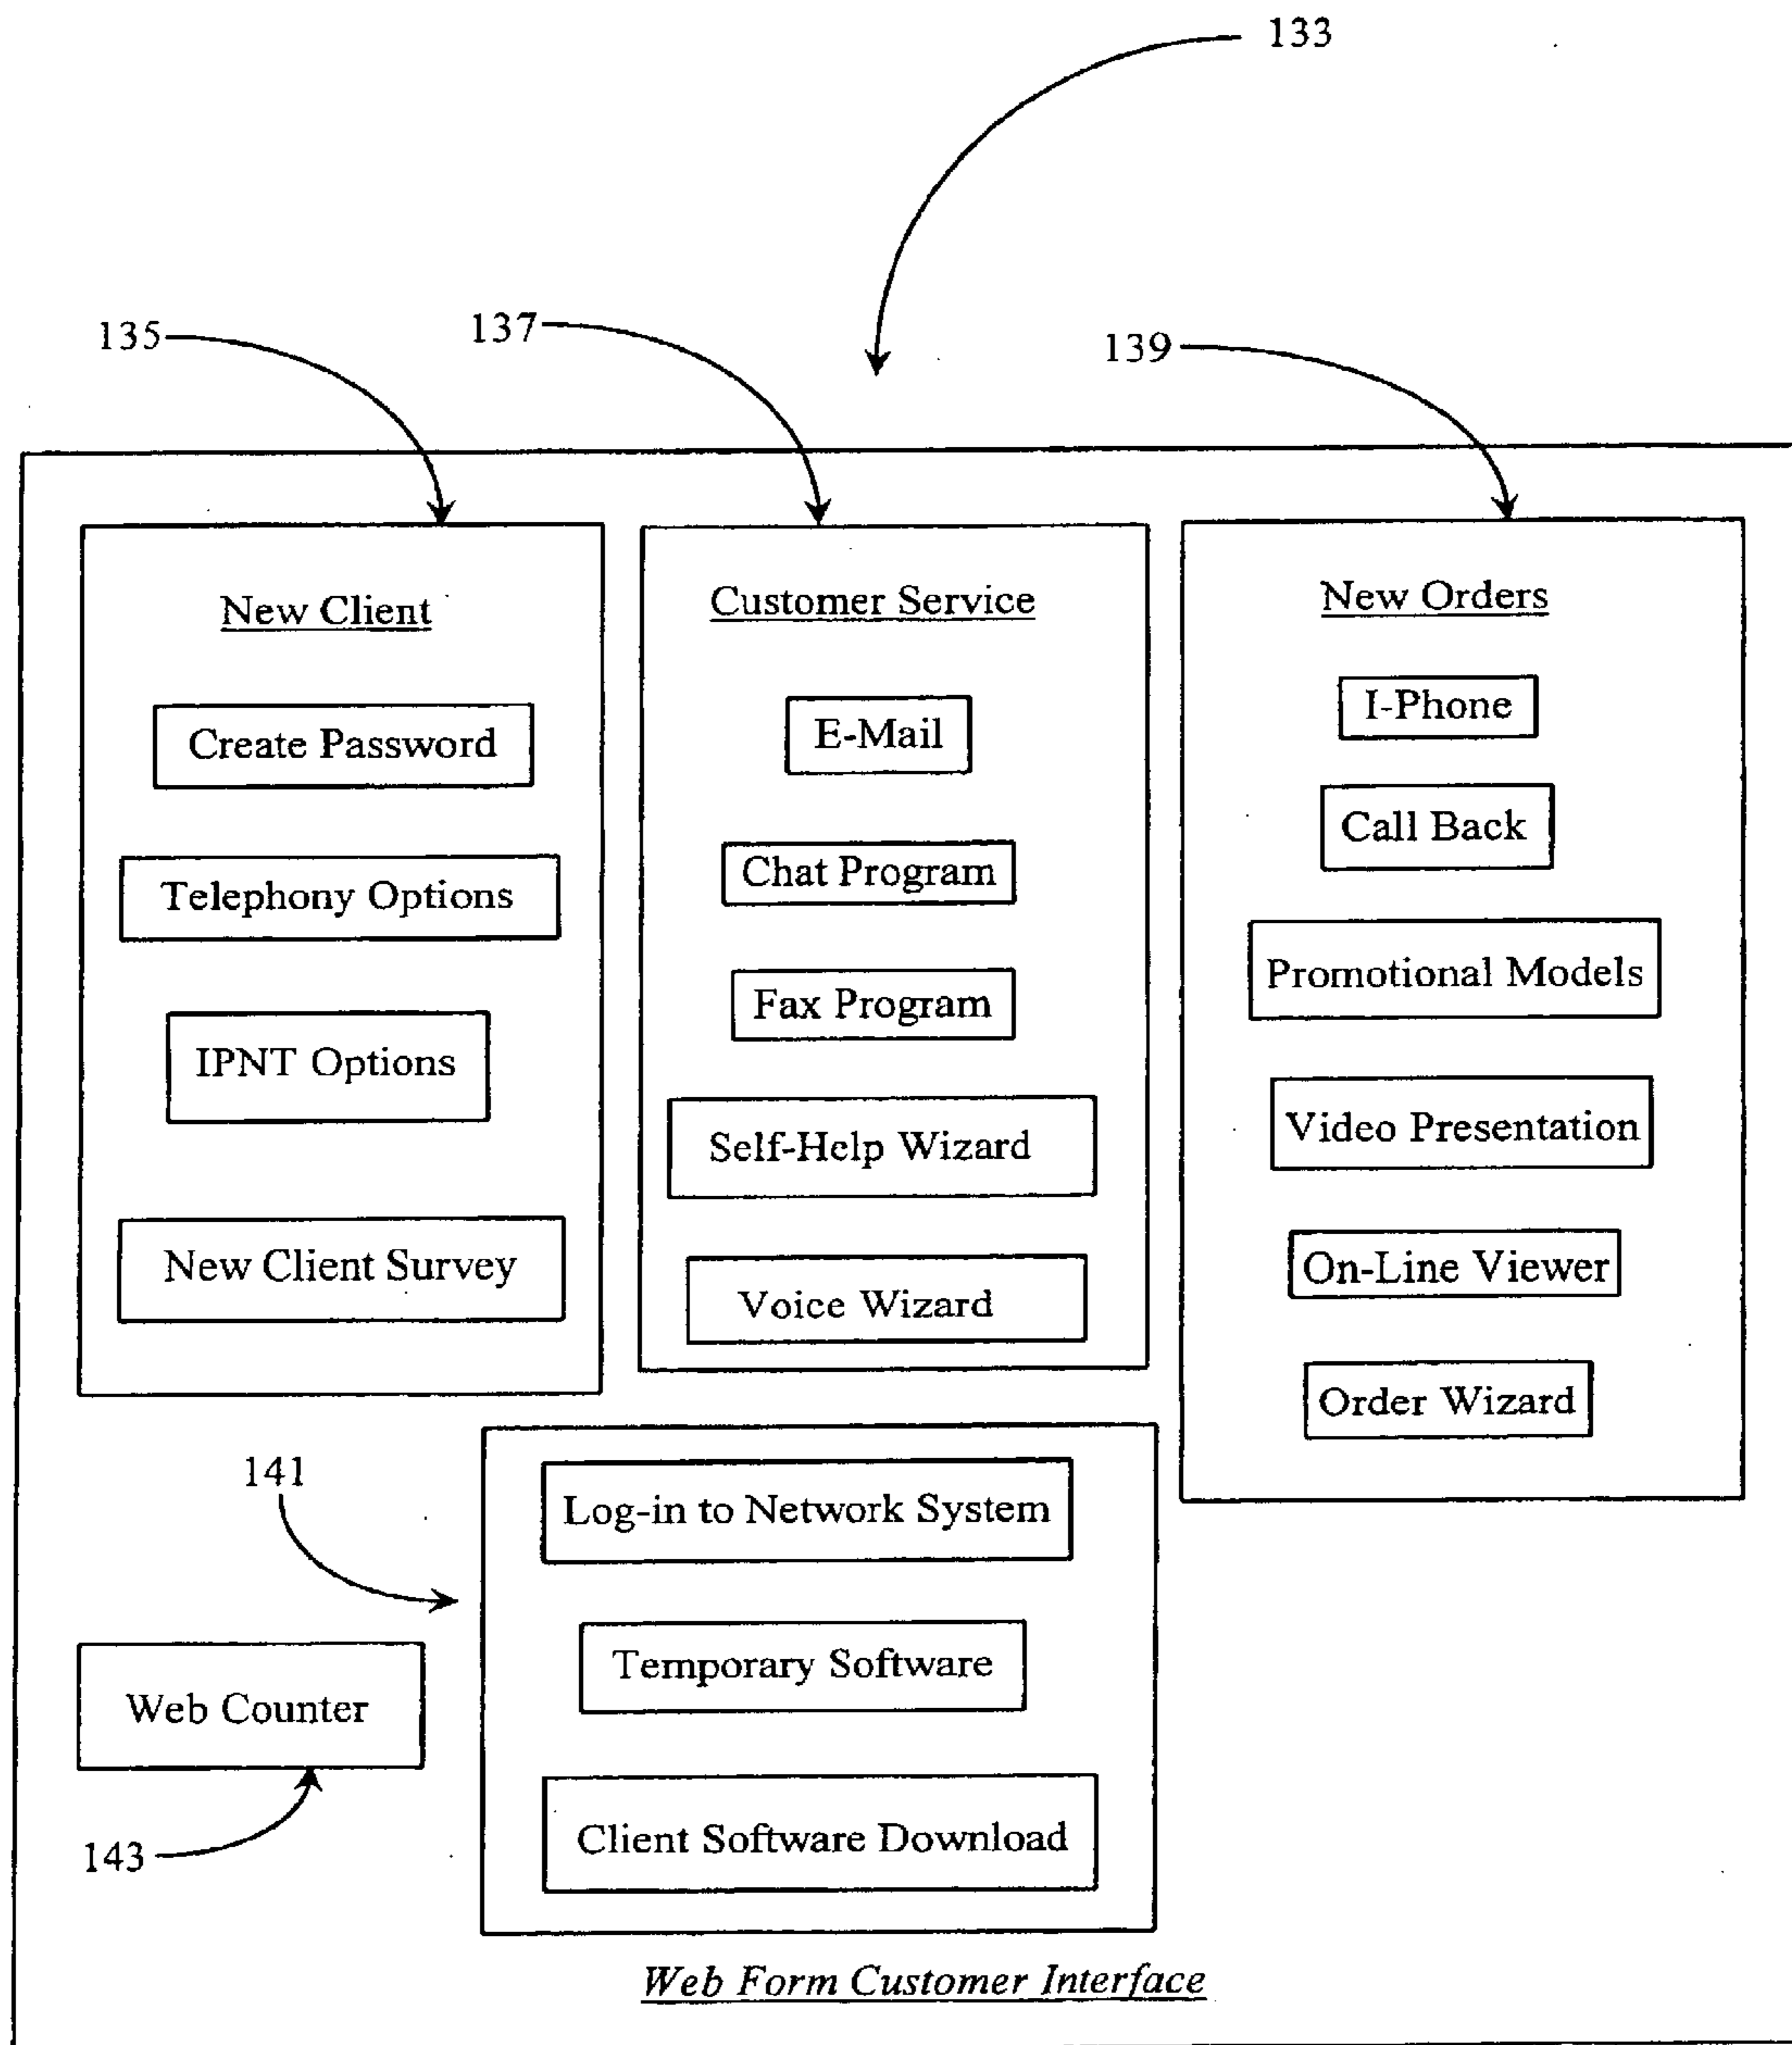 133
135
137
139
New Client
Create Password
Telephony Options
IPNT Options
New Client Survey
Customer Service
E-Mail
Chat Program
Fax Program
Self-Help Wizard
Voice Wizard
New Orders
I-Phone
Call Back
Promotional Models
Video Presentation
On-Line Viewer
Order Wizard
141
Log-in to Network System
Temporary Software
Client Software Download
Web Counter
143
Web Form Customer Interface